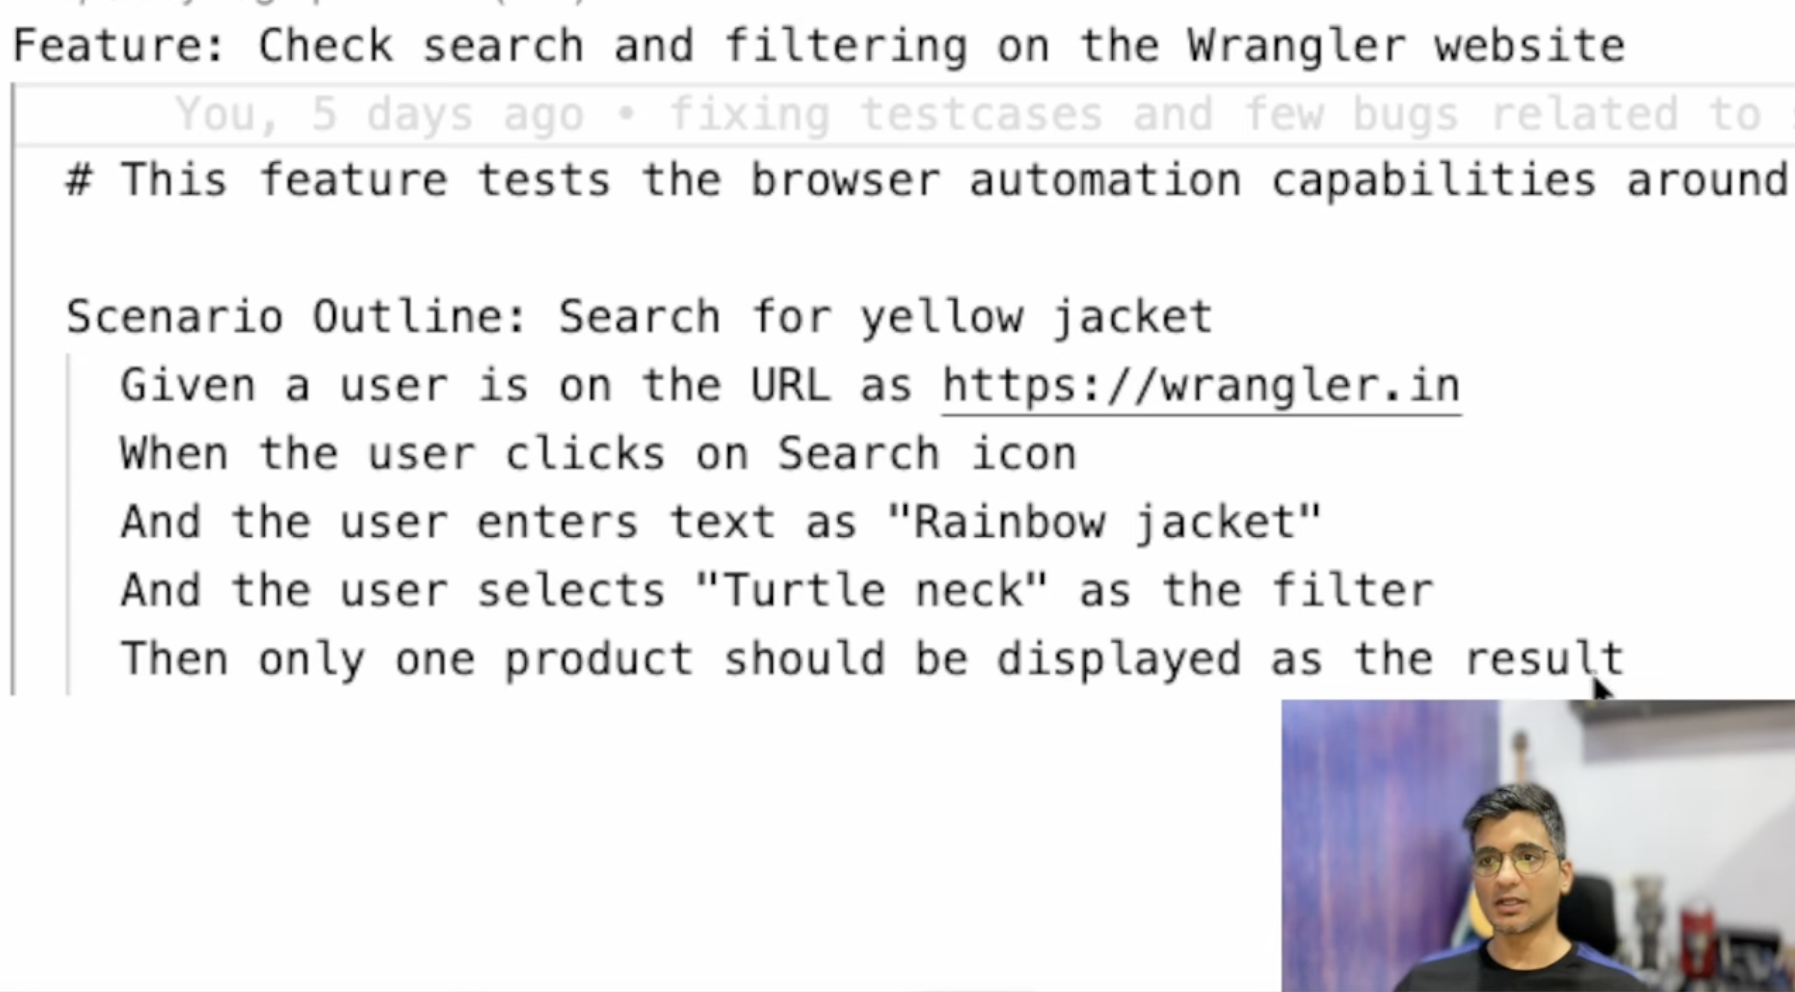 Feature: Check search and filtering on the Wrangler website
You, 5 days ago • fixing testcases and few bugs related to
# This feature tests the browser automation capabilities around
Scenario Outline: Search for yellow jacket
Given a user is on the URL as https://wrangler.in
When the user clicks on Search icon
And the user enters text as "Rainbow jacket"
And the user selects "Turtle neck" as the filter
Then only one product should be displayed as the result